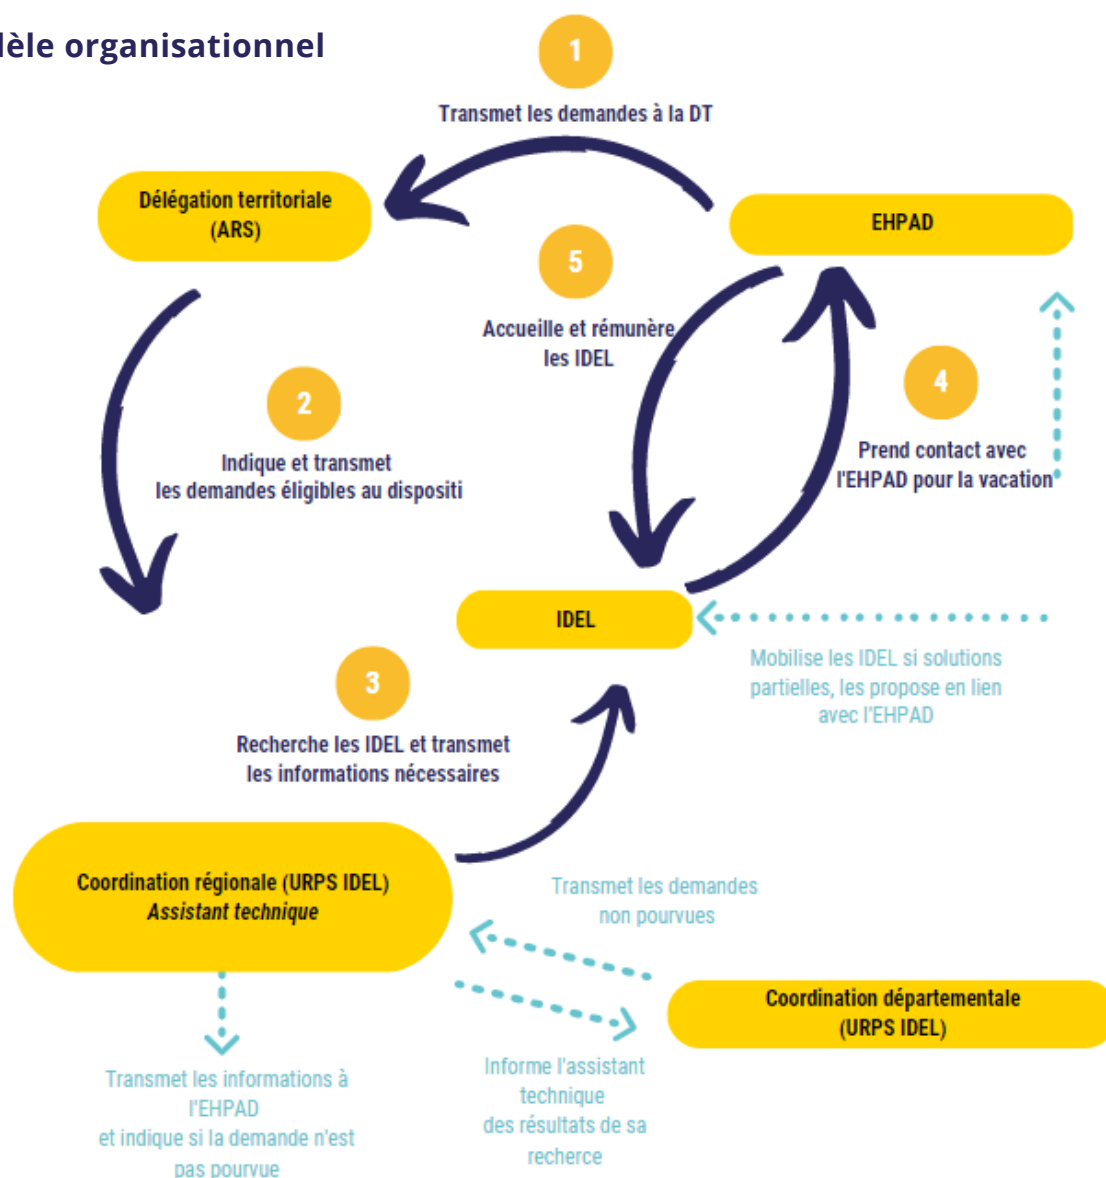 lèle organisationnel
1
Transmet les demandes à la DT
Délégation territoriale
(ARS)
EHPAD
5
Accueille et rémunère
les IDEL
4
Prend contact avec
l'EHPAD pour la vacation
2
Indique et transmet
les demandes éligibles au dispositi
IDEL
Mobilise les IDEL si solutions
partielles, les propose en lien
avec l'EHPAD
3
Recherche les IDEL et transmet
les informations nécessaires
Coordination régionale (URPS IDEL)
Assistant technique
Transmet les demandes
non pourvues
Coordination départementale
(URPS IDEL)
Informe l'assistant
technique
des résultats de sa
recherce
Transmet les informations à
l'EHPAD
et indique si la demande n'est
pas pourvue